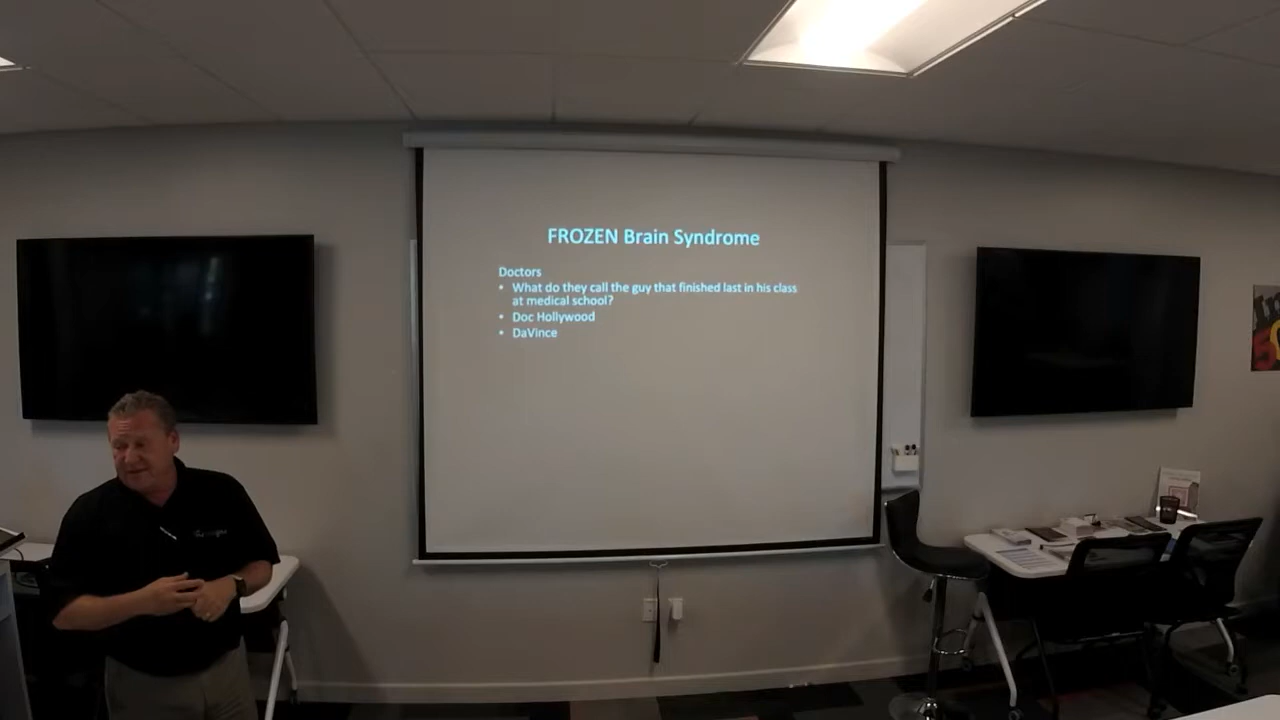 FROZEN Brain Syndrome
Doctors
• What do they call the guy that finished last in his class
at medical school?
• Doc Hollywood
• DaVince